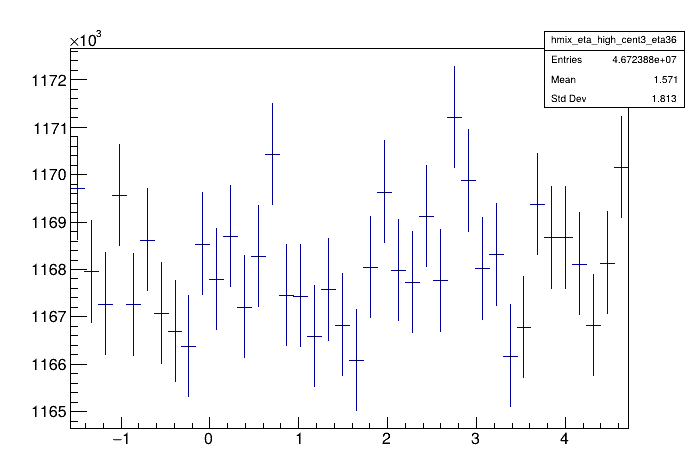 ×10³
hmix_eta_high_cent3_eta36
Entries 4.672388e+07
Mean 1.571
Std Dev 1.813
1172
1171
1170
1169
1168
1167
1166
1165
−1 0 1 2 3 4